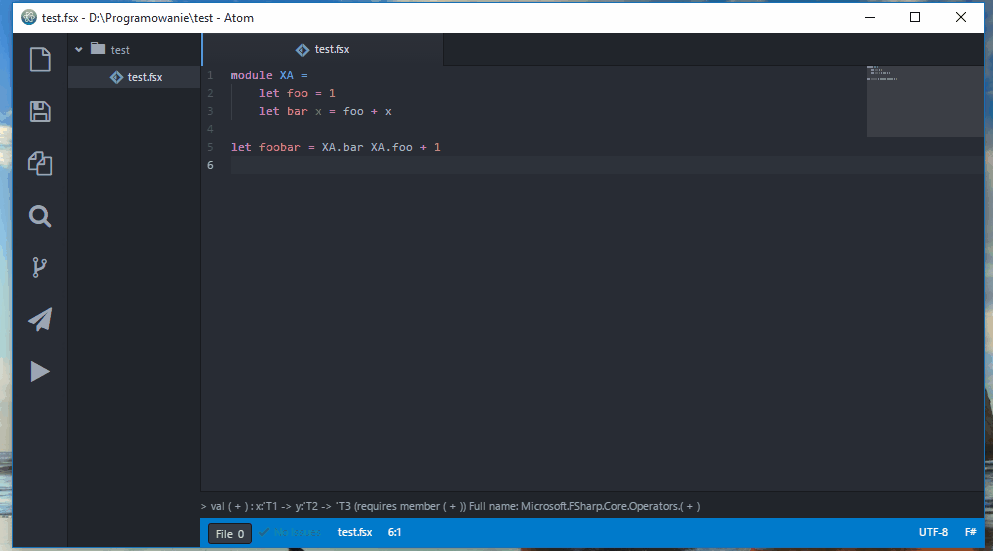 test.fsx - D:\Programowanie\test - Atom
test
test.fsx
test.fsx
1 module XA =
2 let foo = 1
3 let bar x = foo + x
4
5 let foobar = XA.bar XA.foo + 1
6
> val ( + ) : x:'T1 -> y:'T2 -> 'T3 (requires member ( + )) Full name: Microsoft.FSharp.Core.Operators.( + )
File 0 No Issues test.fsx 6:1 UTF-8 F#